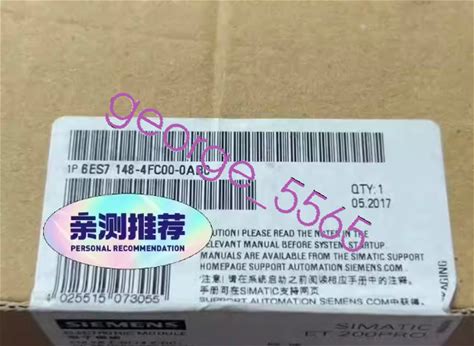 1P 6ES7 148-4FC00-0AB0
QTY: 1
05.2017
george_5565
亲测推荐
PERSONAL RECOMMENDATION
CAUTION! PLEASE READ THE NOTES IN THE
RELEVANT MANUAL BEFORE SYSTEM STARTUP.
MANUALS ARE AVAILABLE FROM THE SIMATIC SUPPORT
HOMEPAGE SUPPORT.AUTOMATION.SIEMENS.COM
注意! 请在系统启动之前阅读相应手册中的注释。
手册可在SIMATIC支持网页
SUPPORT.AUTOMATION.SIEMENS.COM中获得
4 025515 073055
SIEMENS
SIMATIC
ELECTRONIC MODULE
ET 200PRO